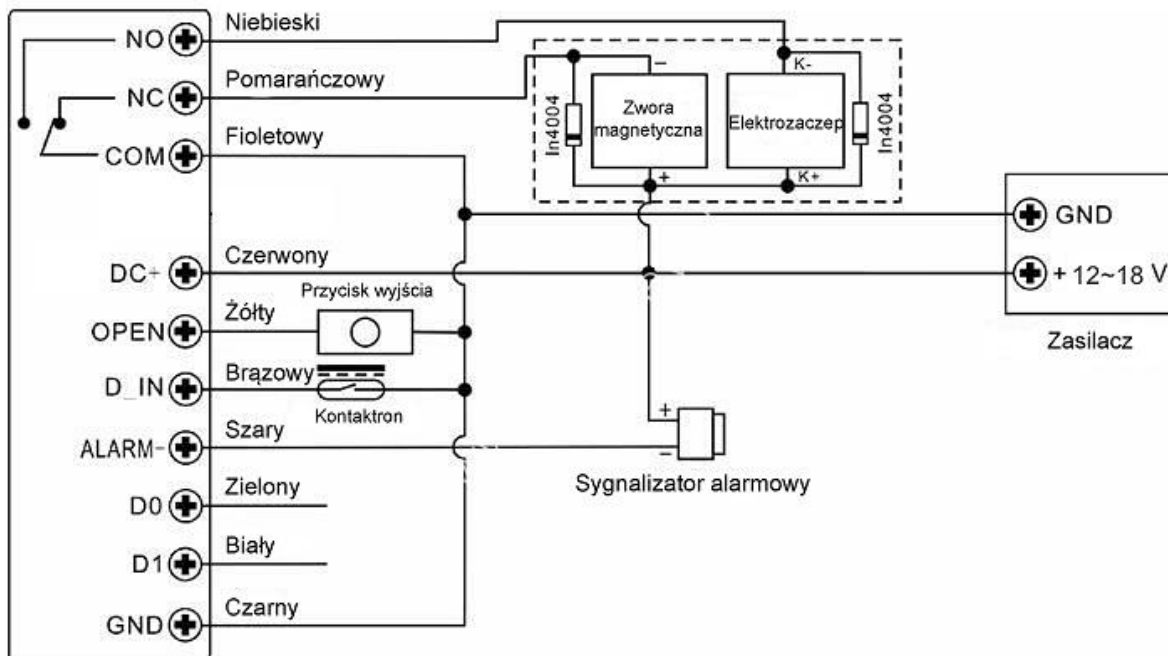 NO
Niebieski
NC
Pomarańczowy
COM
Fioletowy
DC+
Czerwony
OPEN
Żółty
D_IN
Brązowy
ALARM-
Szary
D0
Zielony
D1
Biały
GND
Czarny
Przycisk wyjścia
Kontaktron
In4004
–
Zwora
magnetyczna
+
K-
Elektrozaczep
K+
In4004
GND
+ 12~18 V
Zasilacz
+
–
Sygnalizator alarmowy